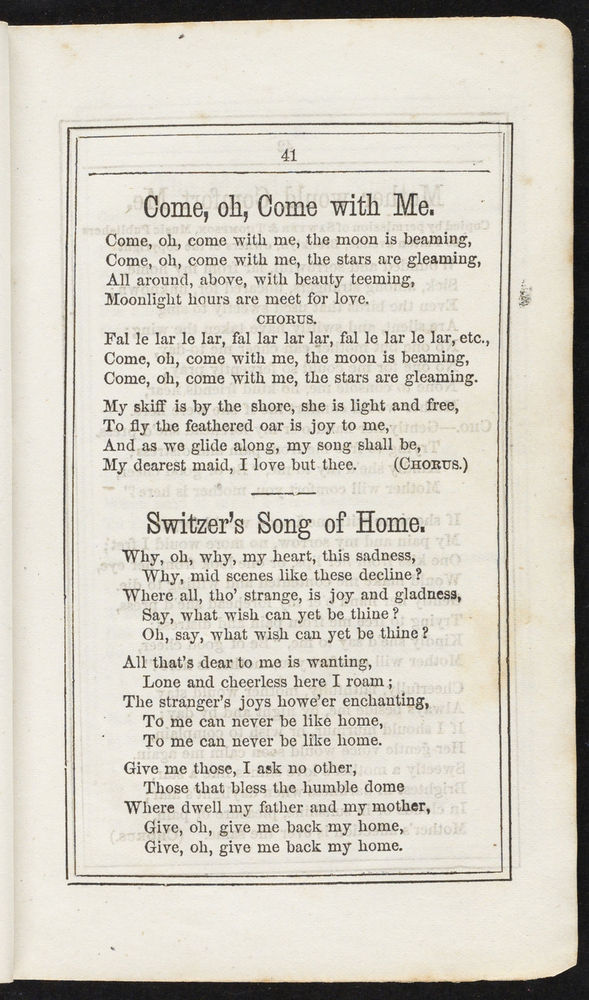 41
Come, oh, Come with Me.
Come, oh, come with me, the moon is beaming,
Come, oh, come with me, the stars are gleaming,
All around, above, with beauty teeming,
Moonlight hours are meet for love.
CHORUS.
Fal le lar le lar, fal lar lar lar, fal le lar le lar, etc.,
Come, oh, come with me, the moon is beaming,
Come, oh, come with me, the stars are gleaming.
My skiff is by the shore, she is light and free,
To fly the feathered oar is joy to me,
And as we glide along, my song shall be,
My dearest maid, I love but thee. (CHORUS.)
Switzer's Song of Home.
Why, oh, why, my heart, this sadness,
Why, mid scenes like these decline?
Where all, tho' strange, is joy and gladness,
Say, what wish can yet be thine?
Oh, say, what wish can yet be thine?
All that's dear to me is wanting,
Lone and cheerless here I roam;
The stranger's joys howe'er enchanting,
To me can never be like home,
To me can never be like home.
Give me those, I ask no other,
Those that bless the humble dome
Where dwell my father and my mother,
Give, oh, give me back my home,
Give, oh, give me back my home.